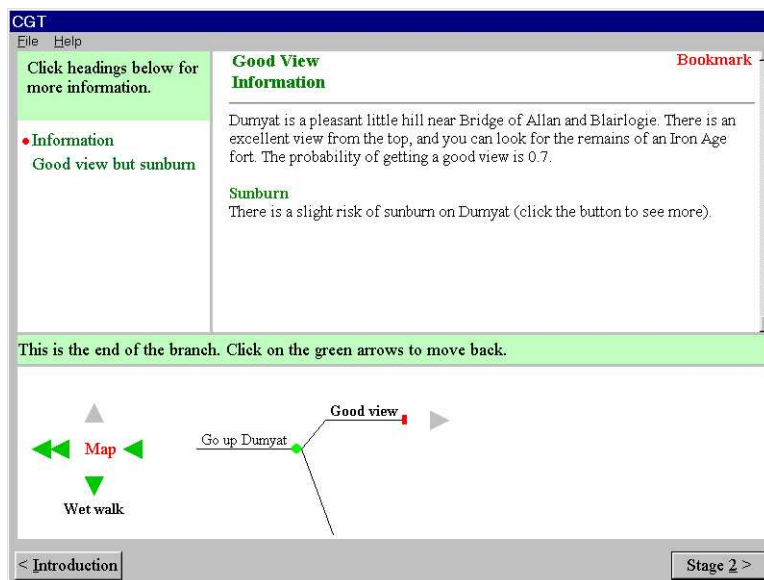 CGT
File Help
Click headings below for
more information.
Information
Good view but sunburn
Good View
Information
Bookmark
Dumyat is a pleasant little hill near Bridge of Allan and Blairlogie. There is an
excellent view from the top, and you can look for the remains of an Iron Age
fort. The probability of getting a good view is 0.7.
Sunburn
There is a slight risk of sunburn on Dumyat (click the button to see more).
This is the end of the branch. Click on the green arrows to move back.
Good view
Go up Dumyat
Map
Wet walk
< Introduction
Stage 2 >